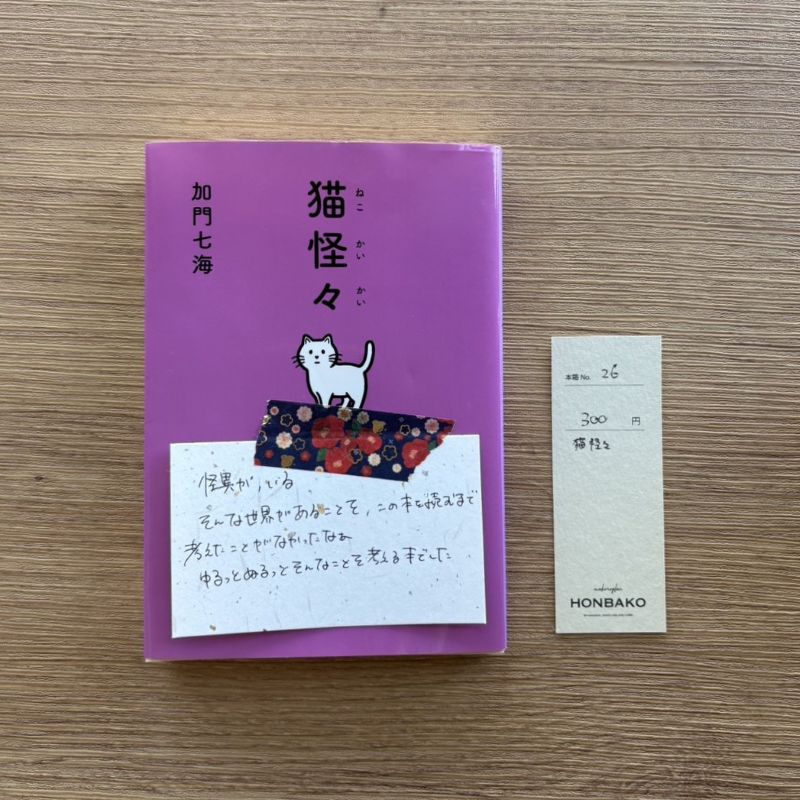 猫怪々
ねこ かい かい
加門七海
怪異がいる
そんな世界があることを、この本を読むまで
考えたことがなかったなぁ
ゆるっとぬるっとそんなことを考える本でした
本箱 No. 26
300 円
猫怪々
HONBAKO